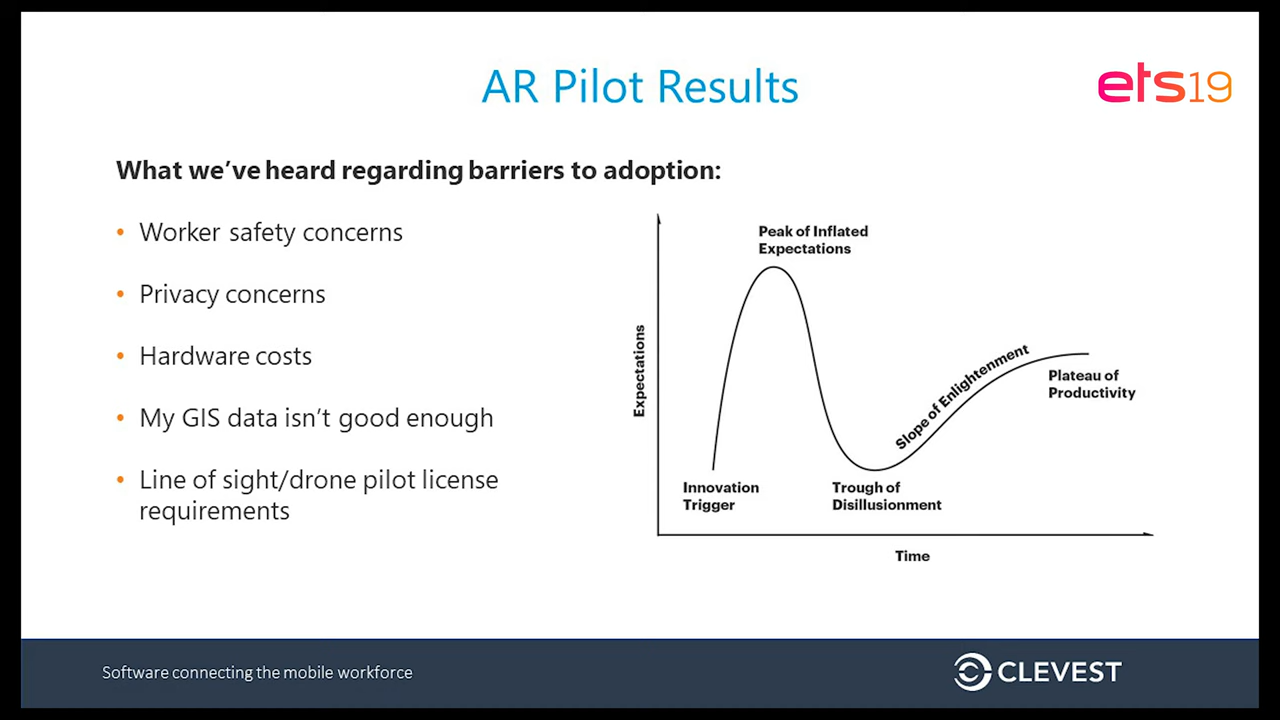 AR Pilot Results
ets19
What we've heard regarding barriers to adoption:
• Worker safety concerns
• Privacy concerns
• Hardware costs
• My GIS data isn't good enough
• Line of sight/drone pilot license
requirements
Peak of Inflated
Expectations
Expectations
Slope of Enlightenment
Plateau of
Productivity
Innovation
Trigger
Trough of
Disillusionment
Time
Software connecting the mobile workforce
CLEVEST